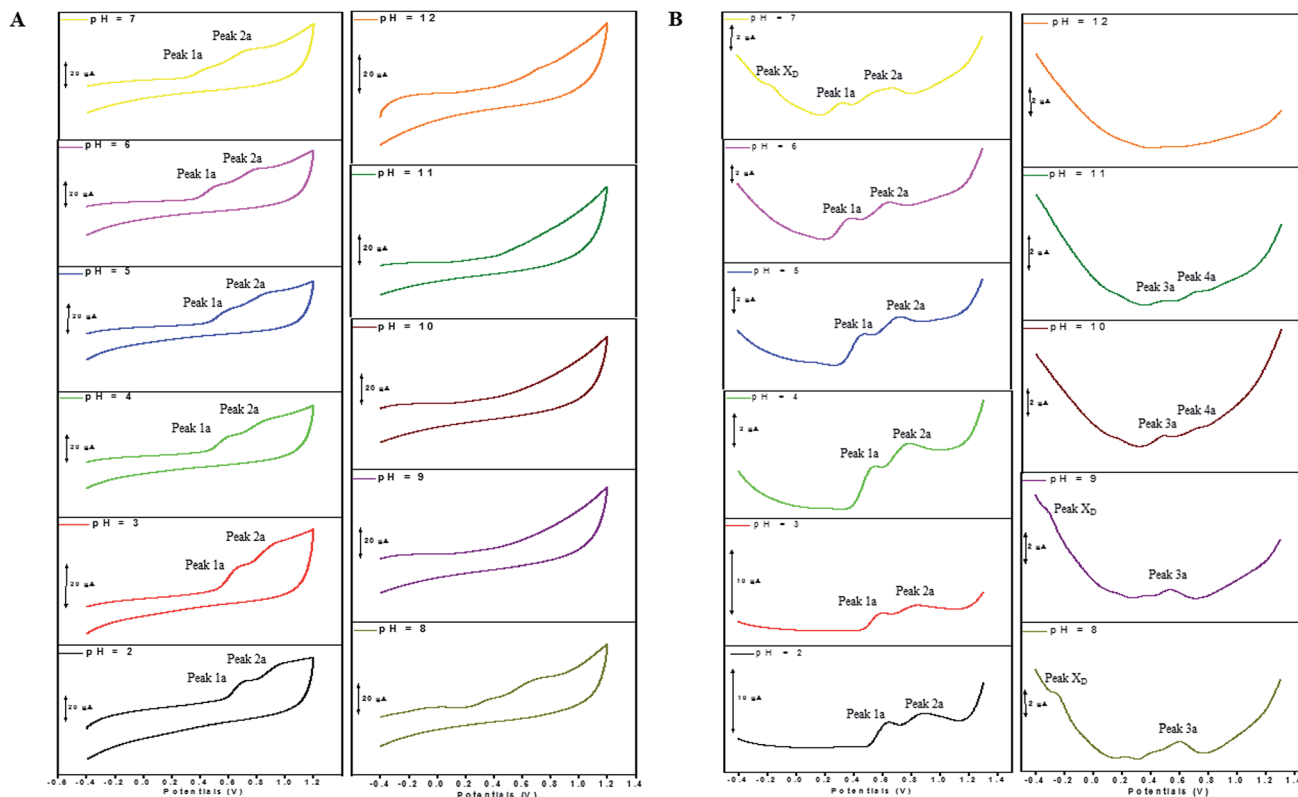 A
pH = 7
Peak 1a
Peak 2a
20 µA
pH = 6
Peak 1a
Peak 2a
20 µA
pH = 5
Peak 1a
Peak 2a
20 µA
pH = 4
Peak 1a
Peak 2a
20 µA
pH = 3
Peak 1a
Peak 2a
20 µA
pH = 2
Peak 1a
Peak 2a
20 µA
-0.6 -0.4 -0.2 0.0 0.2 0.4 0.6 0.8 1.0 1.2
Potentials (V)
pH = 12
20 µA
pH = 11
20 µA
pH = 10
20 µA
pH = 9
20 µA
pH = 8
20 µA
-0.4 -0.2 0.0 0.2 0.4 0.6 0.8 1.0 1.2 1.4
Potentials (V)
B
pH = 7
2 µA
Peak XD
Peak 1a
Peak 2a
pH = 6
2 µA
Peak 1a
Peak 2a
pH = 5
2 µA
Peak 1a
Peak 2a
pH = 4
2 µA
Peak 1a
Peak 2a
pH = 3
10 µA
Peak 1a
Peak 2a
pH = 2
10 µA
Peak 1a
Peak 2a
-0.4 -0.2 0.0 0.2 0.4 0.6 0.8 1.0 1.2
Potentials (V)
pH = 12
2 µA
pH = 11
2 µA
Peak 3a
Peak 4a
pH = 10
2 µA
Peak 3a
Peak 4a
pH = 9
Peak XD
2 µA
Peak 3a
pH = 8
Peak XD
2 µA
Peak 3a
-0.4 -0.2 0.0 0.2 0.4 0.6 0.8 1.0 1.2 1.4
Potentials (V)